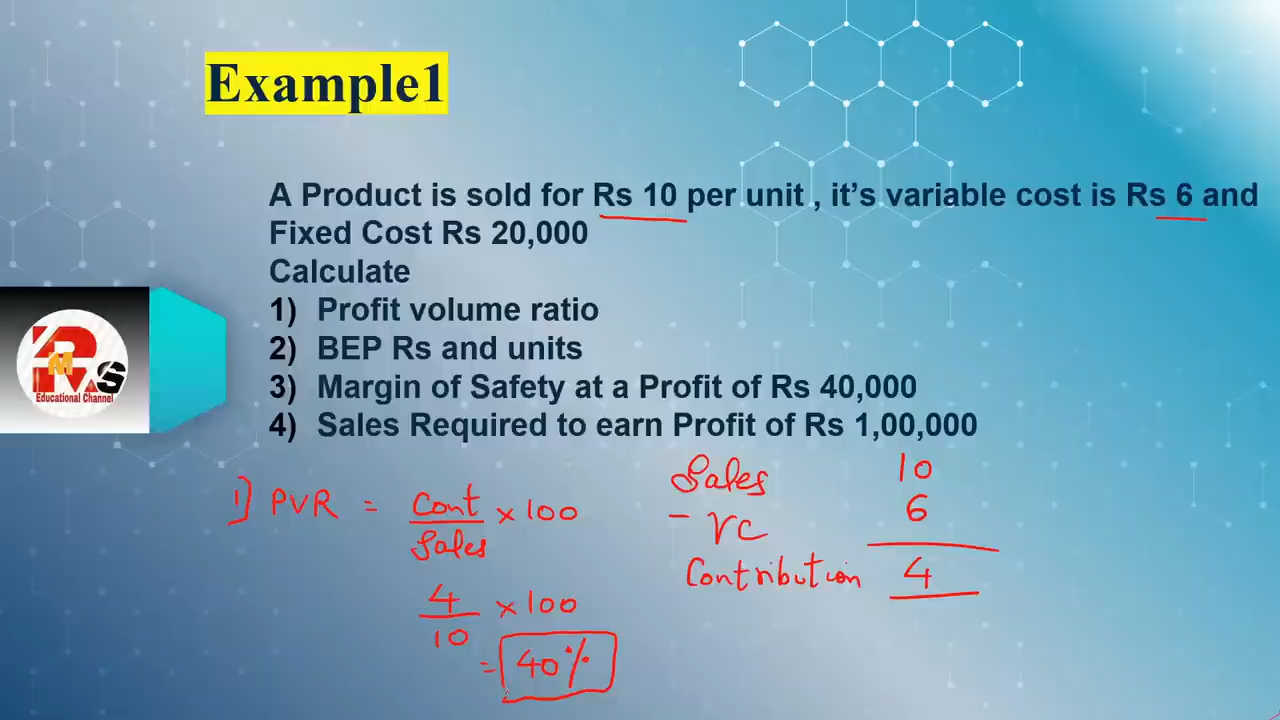 Example1
A Product is sold for Rs 10 per unit , it's variable cost is Rs 6 and
Fixed Cost Rs 20,000
Calculate
1) Profit volume ratio
2) BEP Rs and units
3) Margin of Safety at a Profit of Rs 40,000
4) Sales Required to earn Profit of Rs 1,00,000
1] PVR = Cont/Sales × 100
4/10 × 100
= 40%
Sales 10
- VC 6
Contribution 4
M S
Educational Channel